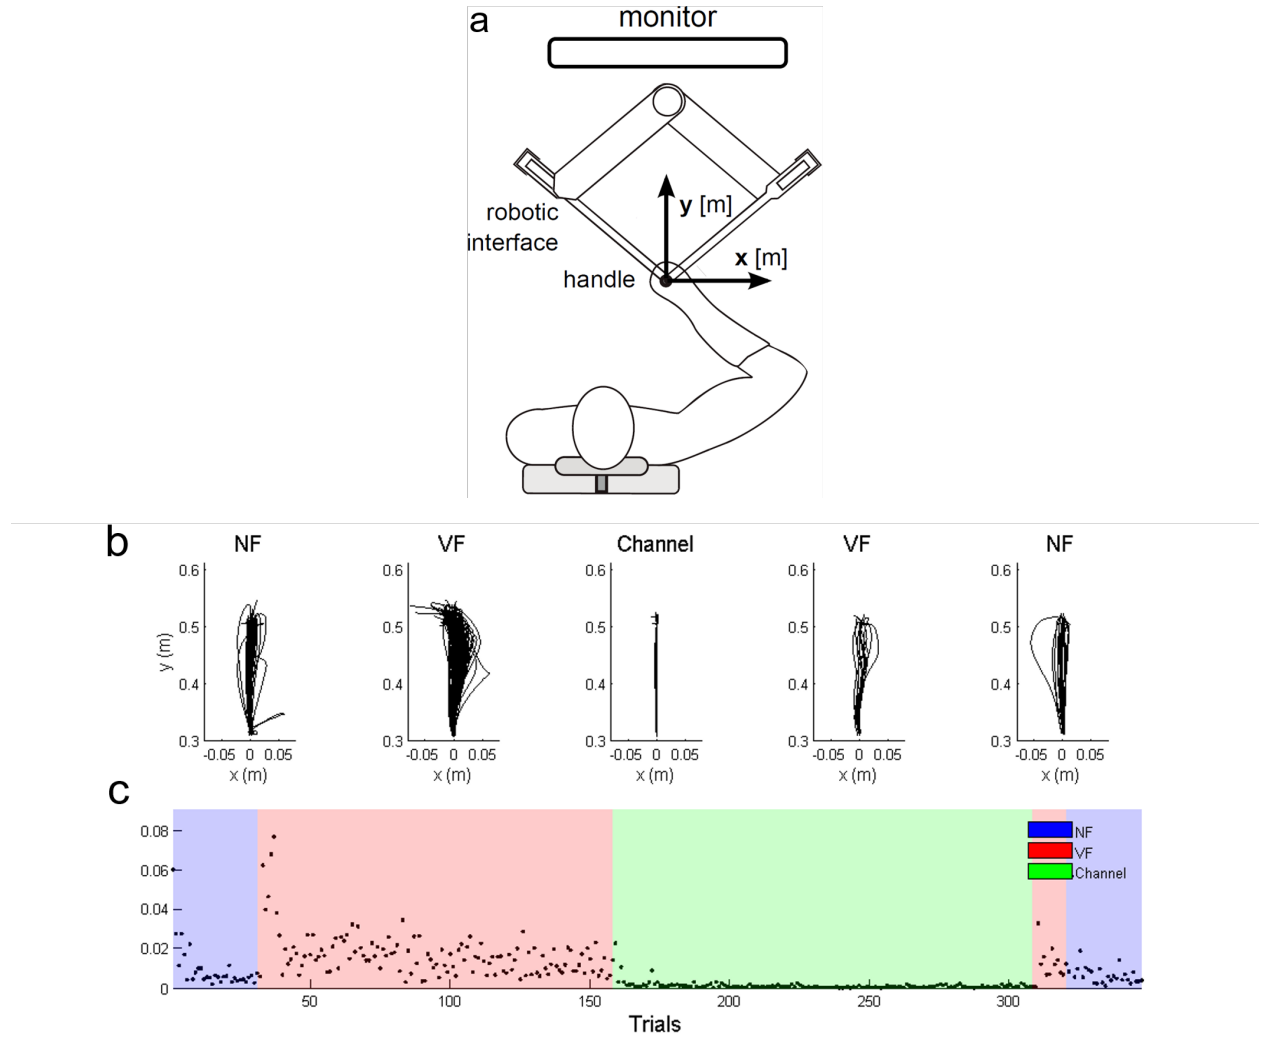 a
monitor
y [m]
robotic
interface
x [m]
handle
b
NF
VF
Channel
VF
NF
0.6
0.6
0.6
0.6
0.6
y (m)
0.5
0.5
0.5
0.5
0.5
0.4
0.4
0.4
0.4
0.4
0.3
0.3
0.3
0.3
0.3
-0.05 0 0.05
-0.05 0 0.05
-0.05 0 0.05
-0.05 0 0.05
-0.05 0 0.05
x (m)
x (m)
x (m)
x (m)
x (m)
c
0.08
0.06
0.04
0.02
0
NF
VF
Channel
50 100 150 200 250 300
Trials